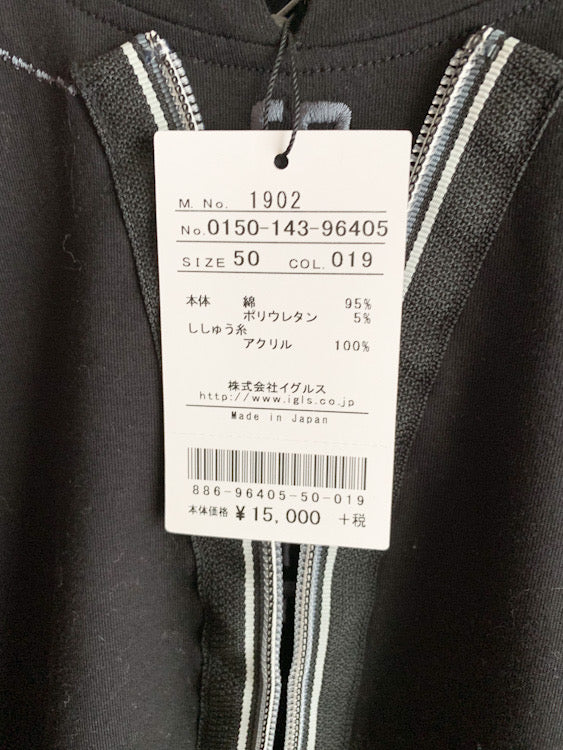 M. No. 1902
No. 0150-143-96405
SIZE 50 COL. 019
本体 綿 95%
ポリウレタン 5%
ししゅう糸
アクリル 100%
株式会社イグルス
http://www.igls.co.jp
Made in Japan
886-96405-50-019
本体価格 ¥15,000 +税